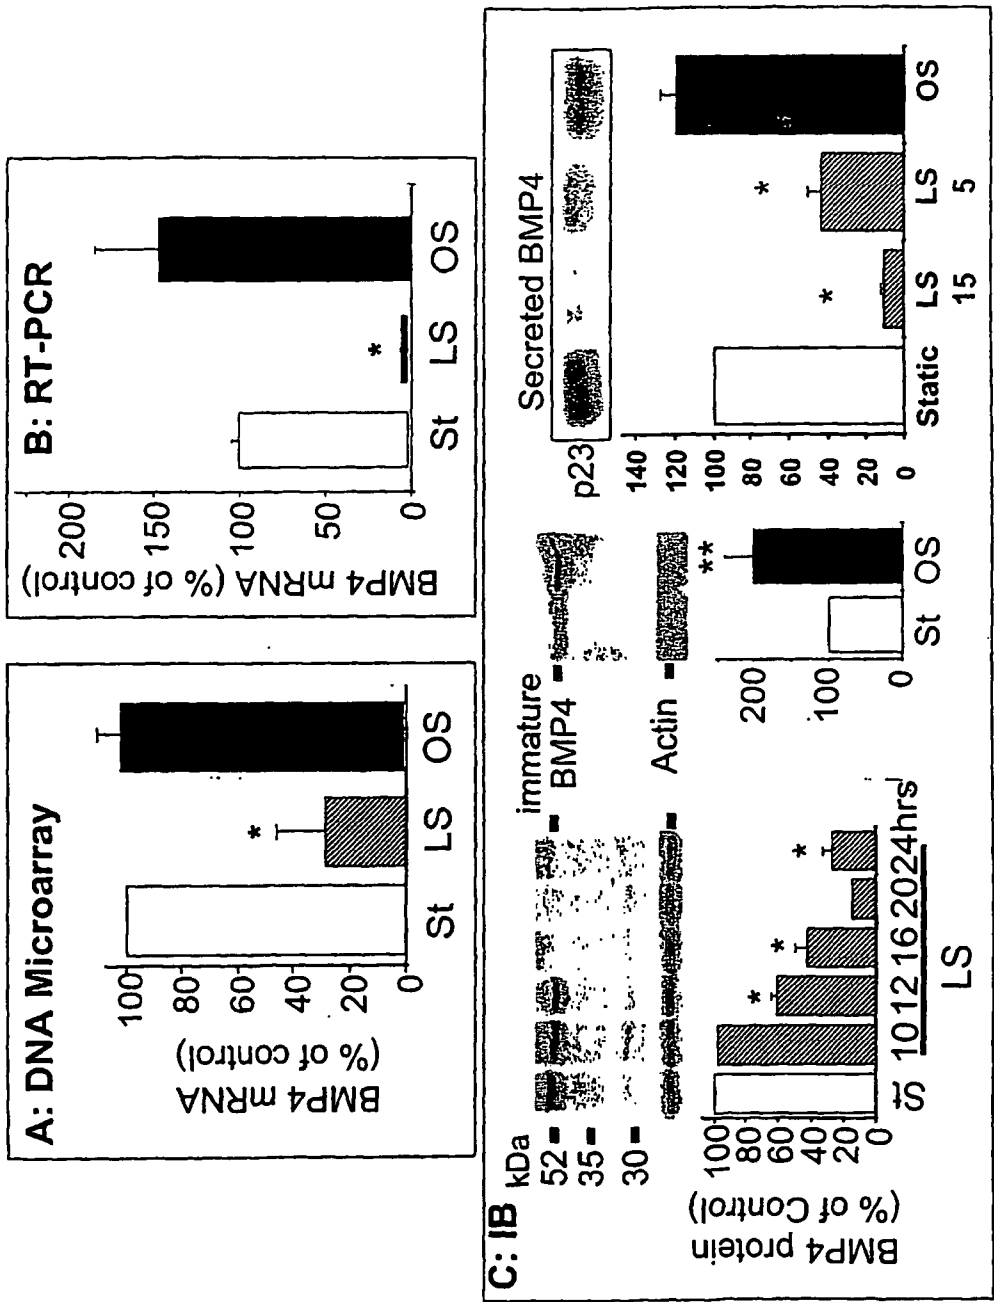 A: DNA Microarray
BMP4 mRNA
(% of control)
100
80
60
40
20
0
*
St LS OS
B: RT-PCR
BMP4 mRNA (% of control)
200
150
100
50
0
*
St LS OS
C: IB
kDa
52
35
30
immature
BMP4
Actin
BMP4 protein
(% of Control)
100
80
60
40
20
0
* * *
St 10 12 16 20 24hrs
LS
200
100
0
**
St OS
Secreted BMP4
p23
140
120
100
80
60
40
20
0
* *
Static LS LS OS
15 5